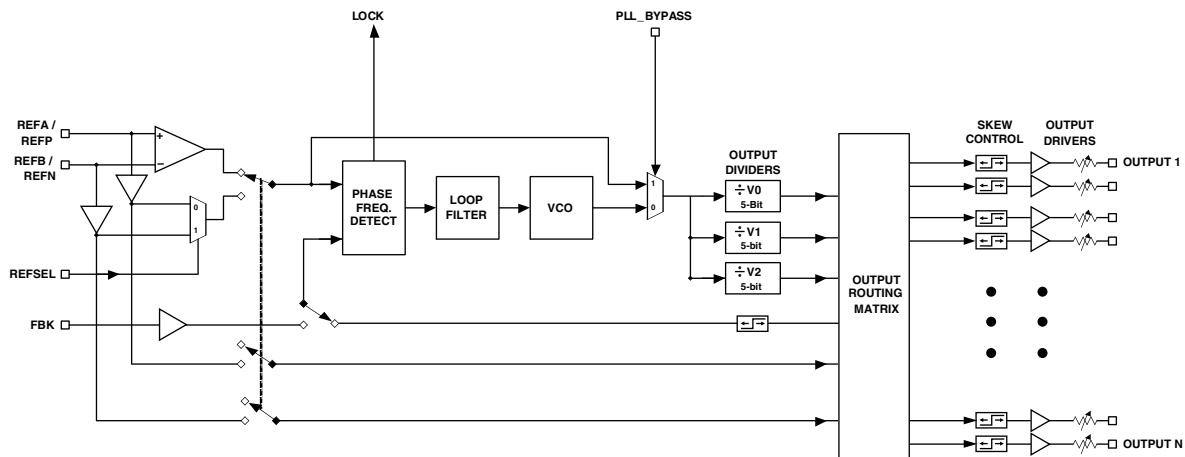 LOCK
PLL_BYPASS
REFA /
REFP
REFB /
REFN
+
−
0
1
REFSEL
FBK
PHASE
FREQ.
DETECT
LOOP
FILTER
VCO
1
0
OUTPUT
DIVIDERS
÷ V0
5-Bit
÷ V1
5-bit
÷ V2
5-bit
OUTPUT
ROUTING
MATRIX
SKEW
CONTROL
OUTPUT
DRIVERS
OUTPUT 1
OUTPUT N